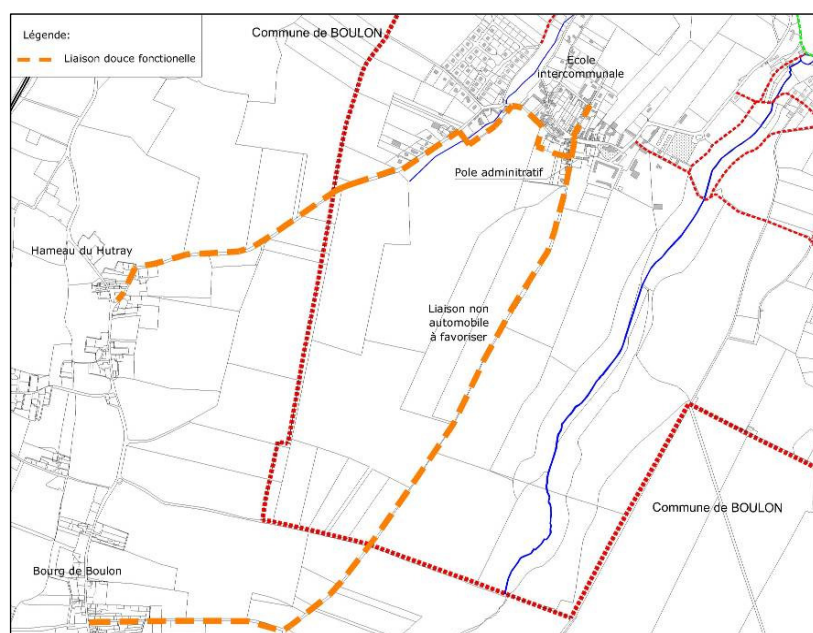 Légende:
Liaison douce fonctionelle
Commune de BOULON
Ecole
intercommunale
Pole adminitratif
Hameau du Hutray
Liaison non
automobile
à favoriser
Commune de BOULON
Bourg de Boulon